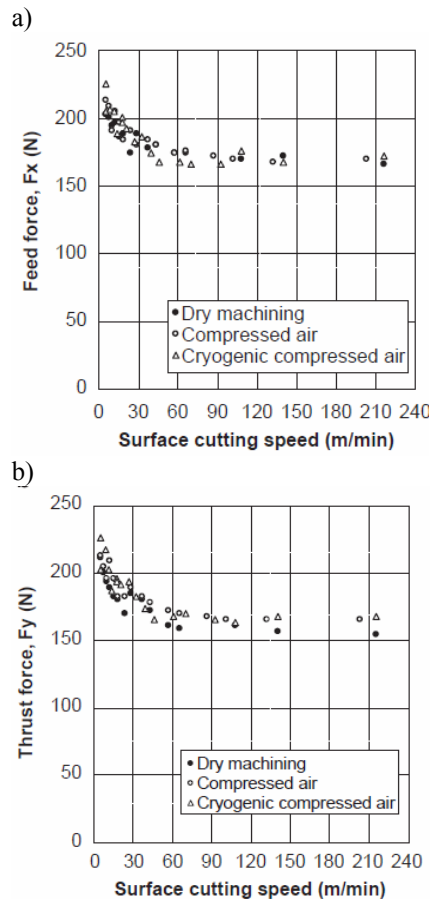 a)
250
200
150
100
50
0
Feed force, Fx (N)
Dry machining
Compressed air
Cryogenic compressed air
0 30 60 90 120 150 180 210 240
Surface cutting speed (m/min)
b)
250
200
150
100
50
0
Thrust force, Fy (N)
Dry machining
Compressed air
Cryogenic compressed air
0 30 60 90 120 150 180 210 240
Surface cutting speed (m/min)